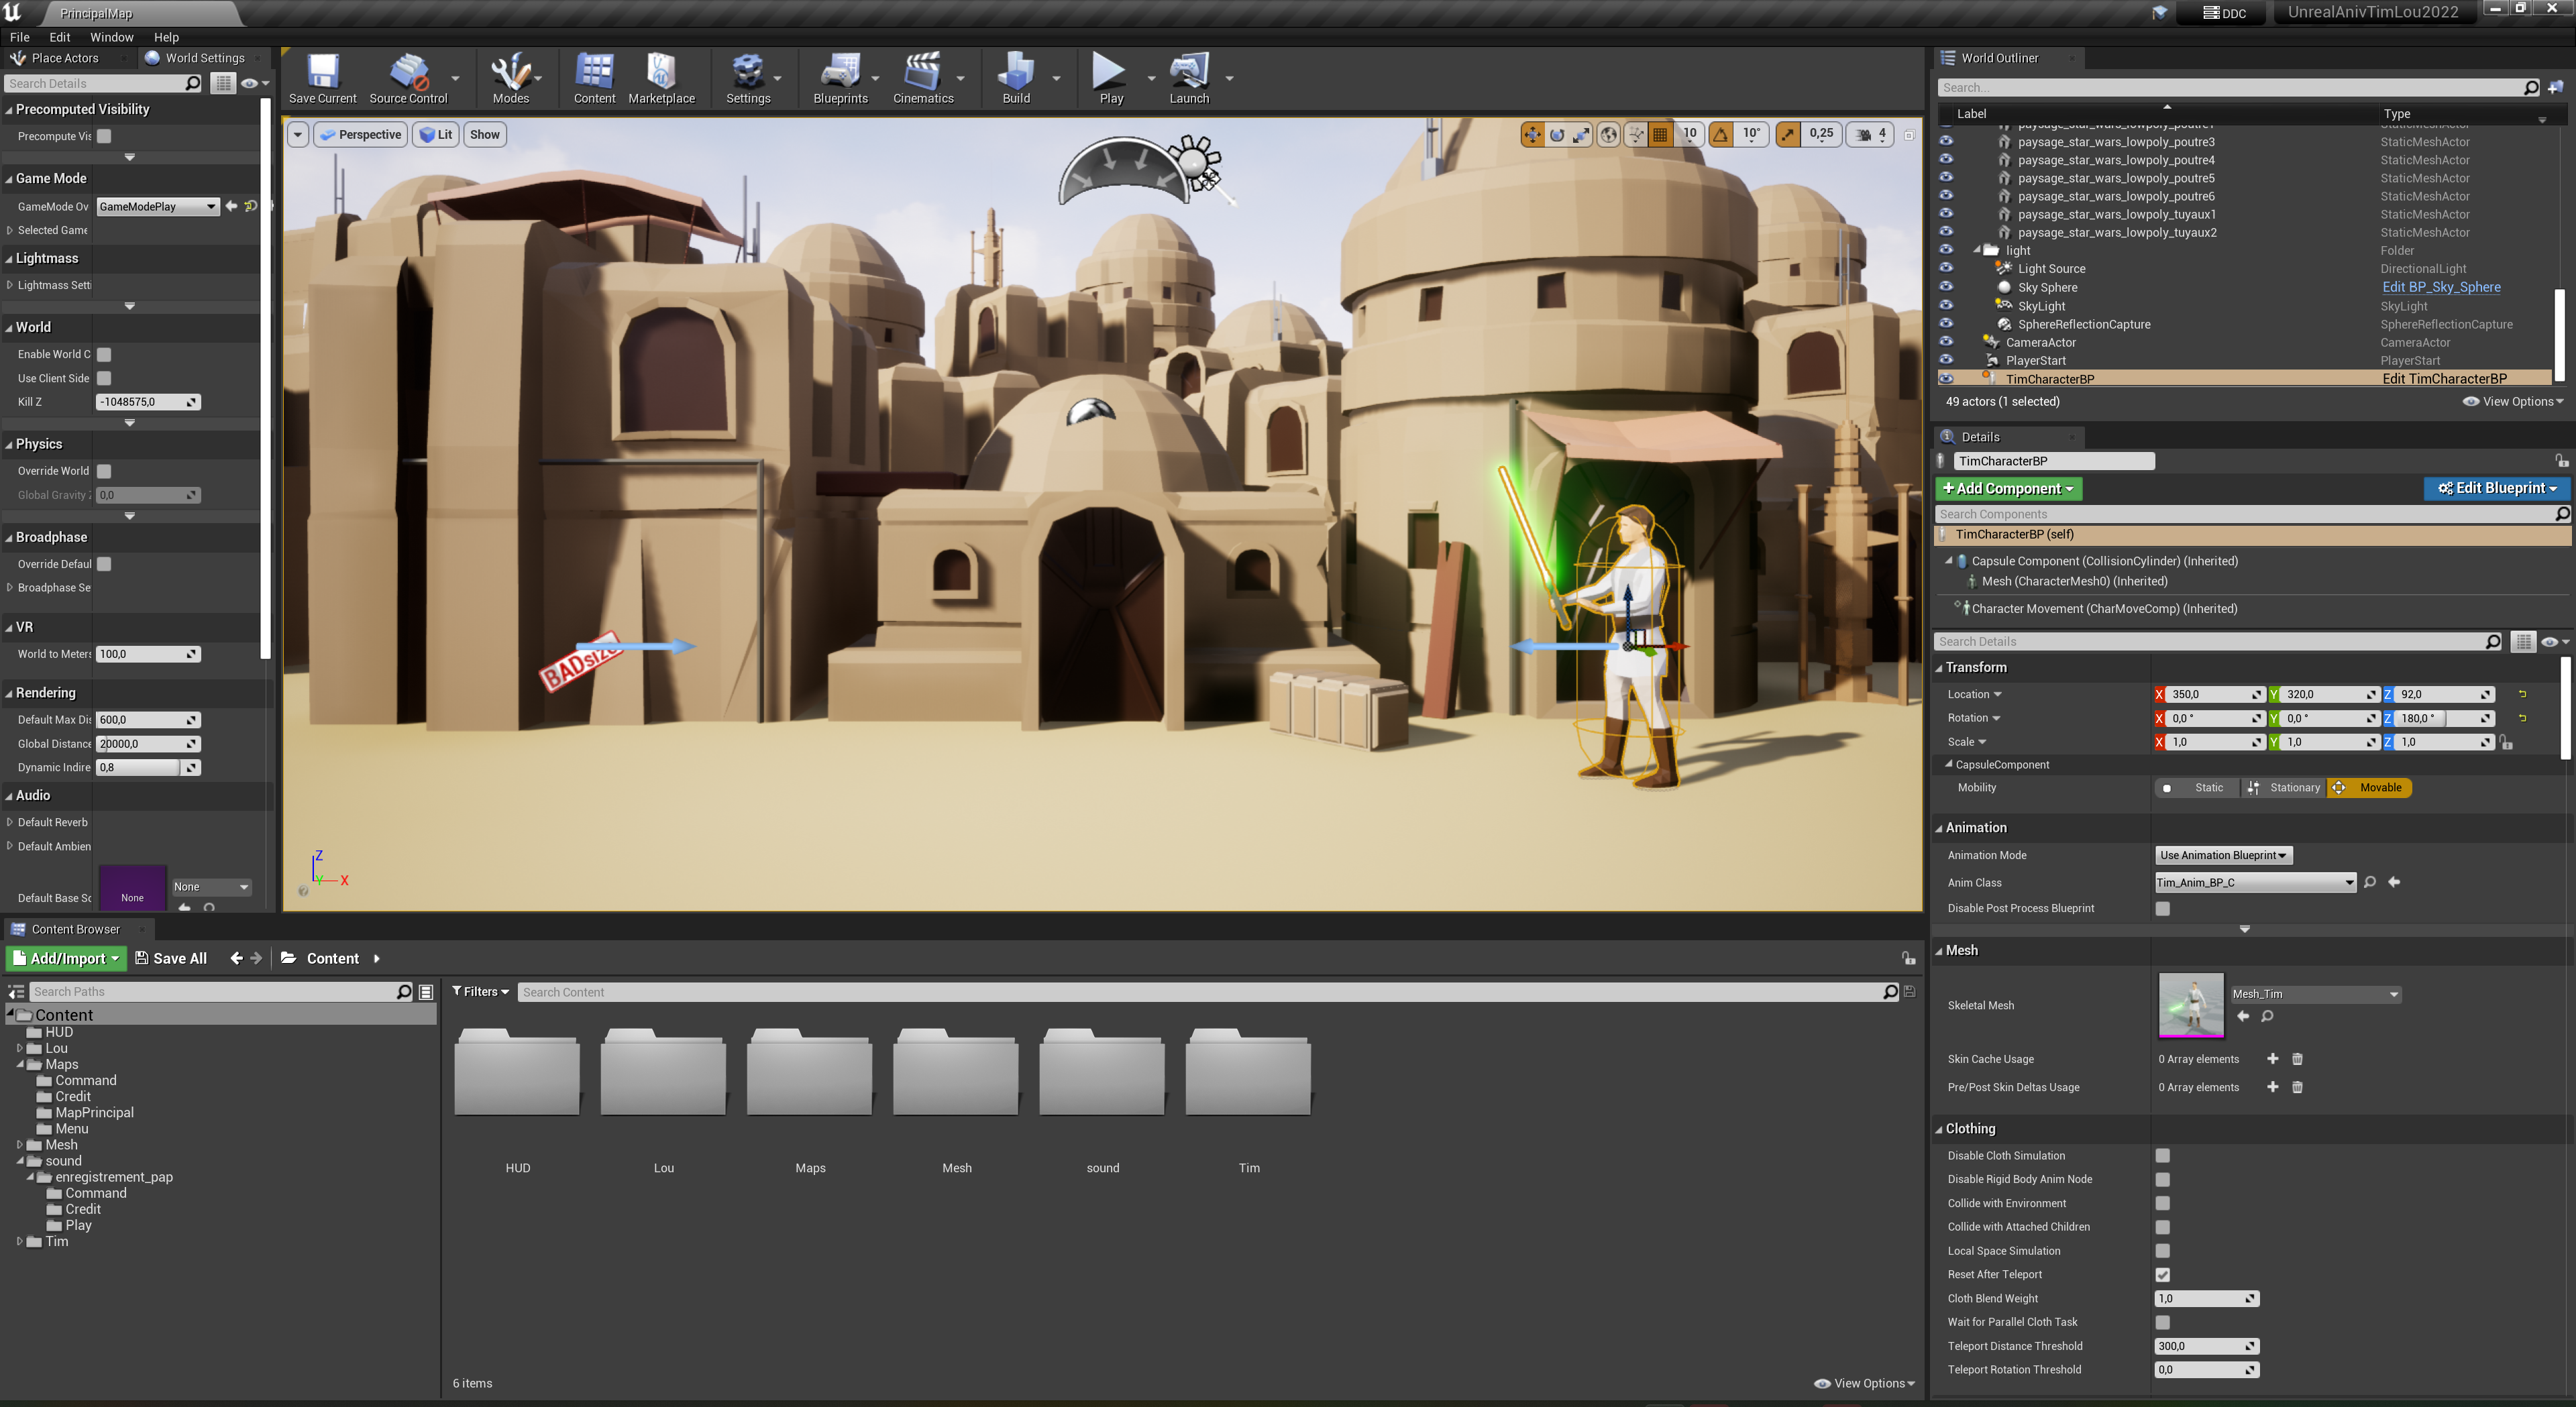 PrincipalMap
DDC
UnrealAnivTimLou2022
File Edit Window Help
Place Actors
World Settings
Search Details
Precomputed Visibility
Precompute Vis
Game Mode
GameMode Ov
GameModePlay
Selected Game
Lightmass
Lightmass Setti
World
Enable World C
Use Client Side
Kill Z
-1048575,0
Physics
Override World
Global Gravity Z
0,0
Broadphase
Override Defaul
Broadphase Se
VR
World to Meters
100,0
Rendering
Default Max Dis
600,0
Global Distance
20000,0
Dynamic Indire
0,8
Audio
Default Reverb
Default Ambien
Default Base So
None
None
Save Current
Source Control
Modes
Content
Marketplace
Settings
Blueprints
Cinematics
Build
Play
Launch
Perspective
Lit
Show
10
10°
0,25
4
BADsize
Z
Y
X
World Outliner
Search...
Label
Type
paysage_star_wars_lowpoly_poutre1 StaticMeshActor
paysage_star_wars_lowpoly_poutre3 StaticMeshActor
paysage_star_wars_lowpoly_poutre4 StaticMeshActor
paysage_star_wars_lowpoly_poutre5 StaticMeshActor
paysage_star_wars_lowpoly_poutre6 StaticMeshActor
paysage_star_wars_lowpoly_tuyaux1 StaticMeshActor
paysage_star_wars_lowpoly_tuyaux2 StaticMeshActor
light Folder
Light Source DirectionalLight
Sky Sphere Edit BP_Sky_Sphere
SkyLight SkyLight
SphereReflectionCapture SphereReflectionCapture
CameraActor CameraActor
PlayerStart PlayerStart
TimCharacterBP Edit TimCharacterBP
49 actors (1 selected)
View Options
Details
TimCharacterBP
Add Component
Edit Blueprint
Search Components
TimCharacterBP (self)
Capsule Component (CollisionCylinder) (Inherited)
Mesh (CharacterMesh0) (Inherited)
Character Movement (CharMoveComp) (Inherited)
Search Details
Transform
Location X 350,0 Y 320,0 Z 92,0
Rotation X 0,0 ° Y 0,0 ° Z 180,0 °
Scale X 1,0 Y 1,0 Z 1,0
CapsuleComponent
Mobility Static Stationary Movable
Animation
Animation Mode Use Animation Blueprint
Anim Class Tim_Anim_BP_C
Disable Post Process Blueprint
Mesh
Skeletal Mesh Mesh_Tim
Skin Cache Usage 0 Array elements
Pre/Post Skin Deltas Usage 0 Array elements
Clothing
Disable Cloth Simulation
Disable Rigid Body Anim Node
Collide with Environment
Collide with Attached Children
Local Space Simulation
Reset After Teleport
Cloth Blend Weight 1,0
Wait for Parallel Cloth Task
Teleport Distance Threshold 300,0
Teleport Rotation Threshold 0,0
Content Browser
Add/Import
Save All
Content
Search Paths
Filters
Search Content
Content
HUD
Lou
Maps
Command
Credit
MapPrincipal
Menu
Mesh
sound
enregistrement_pap
Command
Credit
Play
Tim
HUD Lou Maps Mesh sound Tim
6 items
View Options